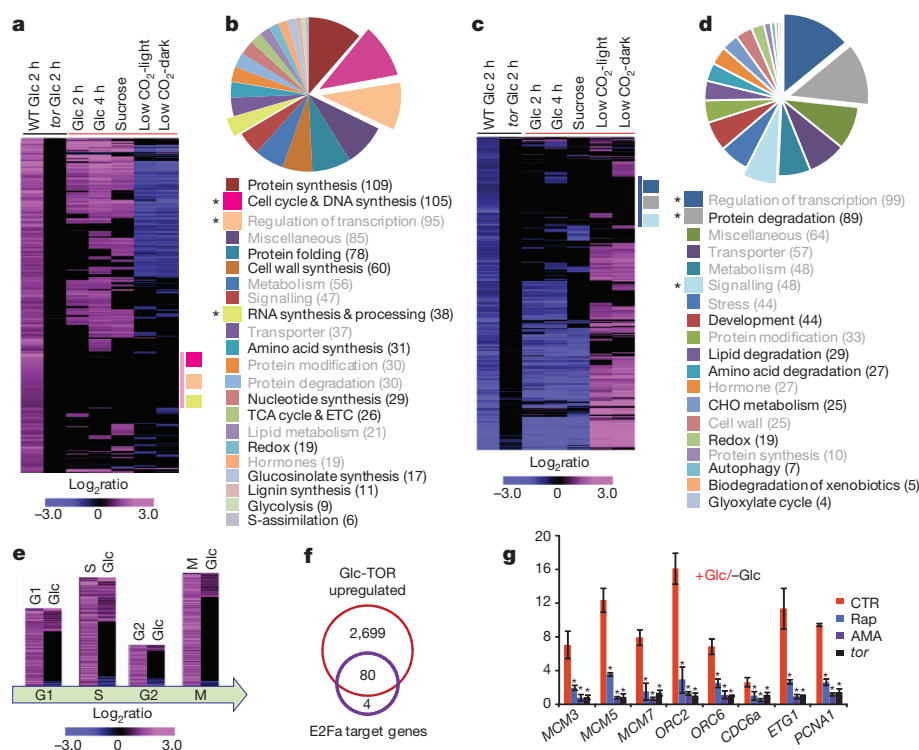 a
WT Glc 2 h
tor Glc 2 h
Glc 2 h
Glc 4 h
Sucrose
Low CO2-light
Low CO2-dark
Log2ratio
−3.0 0 3.0
b
Protein synthesis (109)
* Cell cycle & DNA synthesis (105)
* Regulation of transcription (95)
Miscellaneous (85)
Protein folding (78)
Cell wall synthesis (60)
Metabolism (56)
Signalling (47)
* RNA synthesis & processing (38)
Transporter (37)
Amino acid synthesis (31)
Protein modification (30)
Protein degradation (30)
Nucleotide synthesis (29)
TCA cycle & ETC (26)
Lipid metabolism (21)
Redox (19)
Hormones (19)
Glucosinolate synthesis (17)
Lignin synthesis (11)
Glycolysis (9)
S-assimilation (6)
c
WT Glc 2 h
tor Glc 2 h
Glc 2 h
Glc 4 h
Sucrose
Low CO2-light
Low CO2-dark
Log2ratio
−3.0 0 3.0
d
* Regulation of transcription (99)
* Protein degradation (89)
Miscellaneous (64)
Transporter (57)
Metabolism (48)
* Signalling (48)
Stress (44)
Development (44)
Protein modification (33)
Lipid degradation (29)
Amino acid degradation (27)
Hormone (27)
CHO metabolism (25)
Cell wall (25)
Redox (19)
Protein synthesis (10)
Autophagy (7)
Biodegradation of xenobiotics (5)
Glyoxylate cycle (4)
e
G1 Glc
S Glc
G2 Glc
M Glc
G1 S G2 M
Log2ratio
−3.0 0 3.0
f
Glc-TOR
upregulated
2,699
80
4
E2Fa target genes
g
+Glc/−Glc
20
16
12
8
4
0
CTR
Rap
AMA
tor
* * * * * * * * * * * * * * * * * * * * * * * *
MCM3 MCM5 MCM7 ORC2 ORC6 CDC6a ETG1 PCNA1